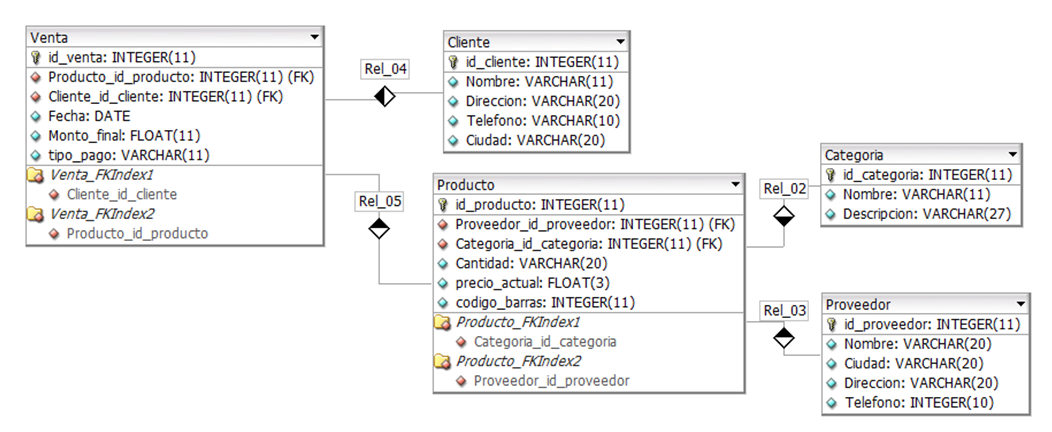 Venta
id_venta: INTEGER(11)
Producto_id_producto: INTEGER(11) (FK)
Cliente_id_cliente: INTEGER(11) (FK)
Fecha: DATE
Monto_final: FLOAT(11)
tipo_pago: VARCHAR(11)
Venta_FKIndex1
Cliente_id_cliente
Venta_FKIndex2
Producto_id_producto
Rel_04
Cliente
id_cliente: INTEGER(11)
Nombre: VARCHAR(11)
Direccion: VARCHAR(20)
Telefono: VARCHAR(10)
Ciudad: VARCHAR(20)
Rel_05
Producto
id_producto: INTEGER(11)
Proveedor_id_proveedor: INTEGER(11) (FK)
Categoria_id_categoria: INTEGER(11) (FK)
Cantidad: VARCHAR(20)
precio_actual: FLOAT(3)
codigo_barras: INTEGER(11)
Producto_FKIndex1
Categoria_id_categoria
Producto_FKIndex2
Proveedor_id_proveedor
Rel_02
Categoria
id_categoria: INTEGER(11)
Nombre: VARCHAR(11)
Descripcion: VARCHAR(27)
Rel_03
Proveedor
id_proveedor: INTEGER(11)
Nombre: VARCHAR(20)
Ciudad: VARCHAR(20)
Direccion: VARCHAR(20)
Telefono: INTEGER(10)